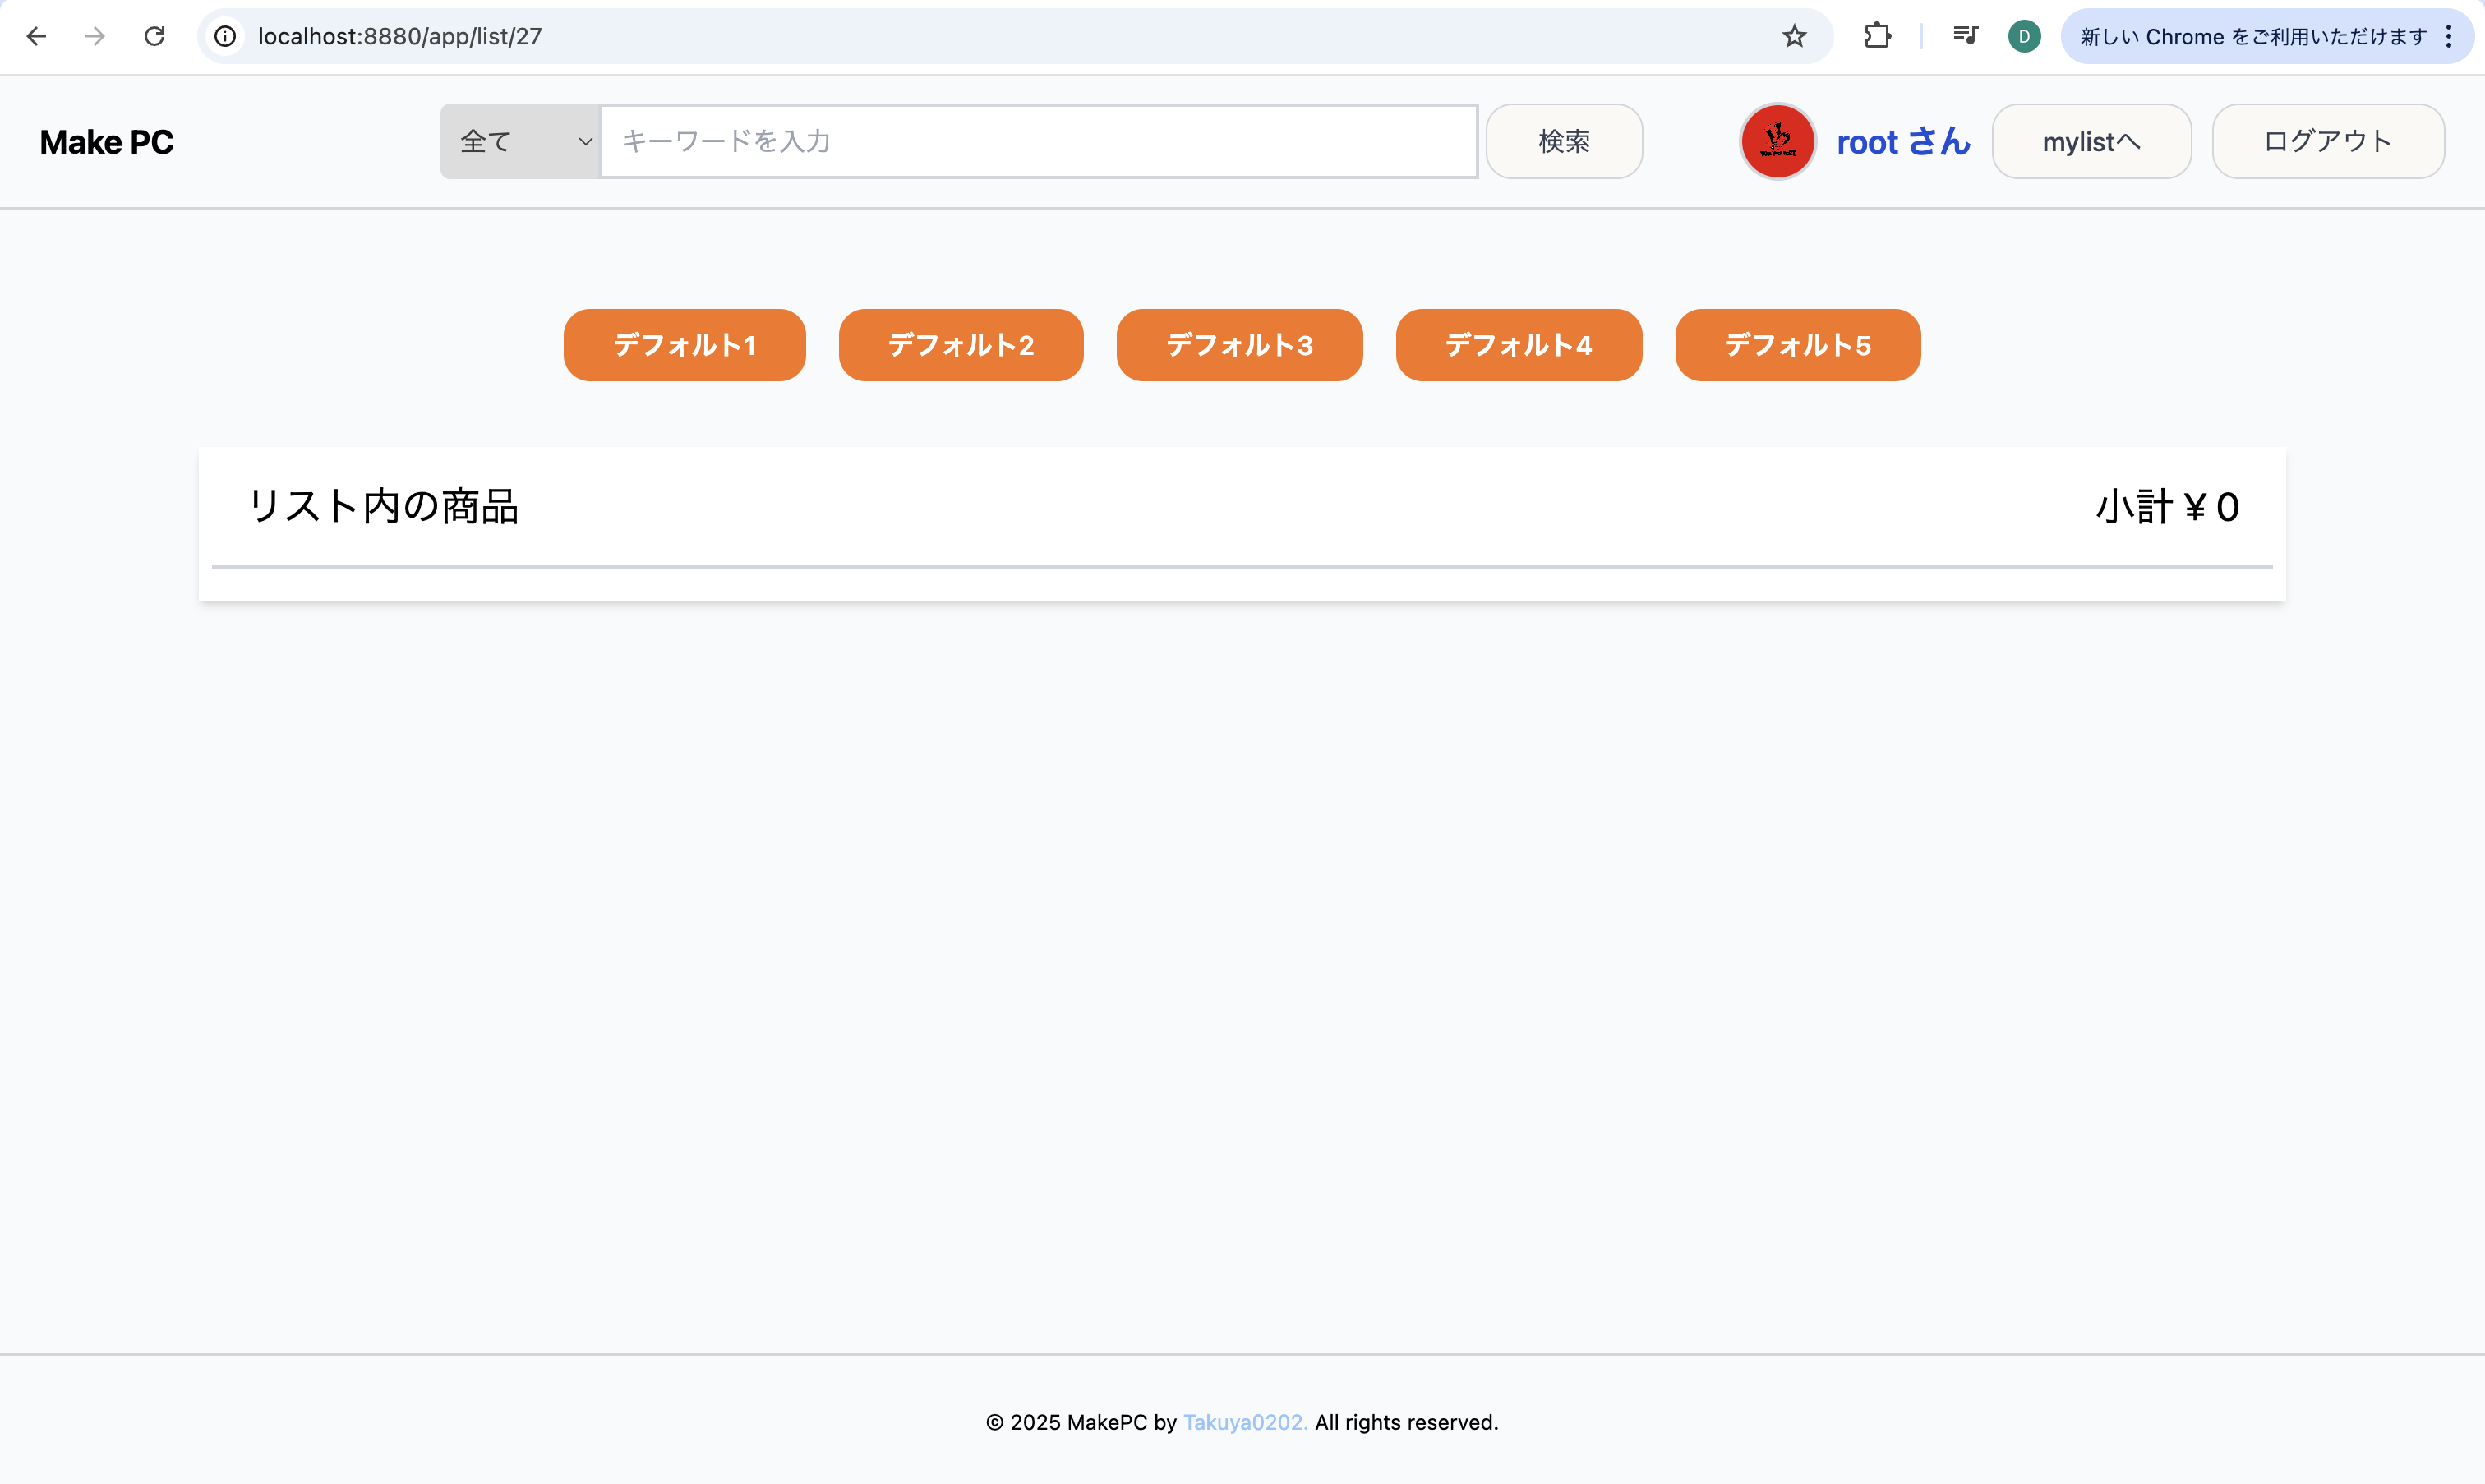 localhost:8880/app/list/27
D
新しい Chrome をご利用いただけます
Make PC
全て
キーワードを入力
検索
root さん
mylistへ
ログアウト
デフォルト1
デフォルト2
デフォルト3
デフォルト4
デフォルト5
リスト内の商品
小計 ¥ 0
© 2025 MakePC by Takuya0202. All rights reserved.